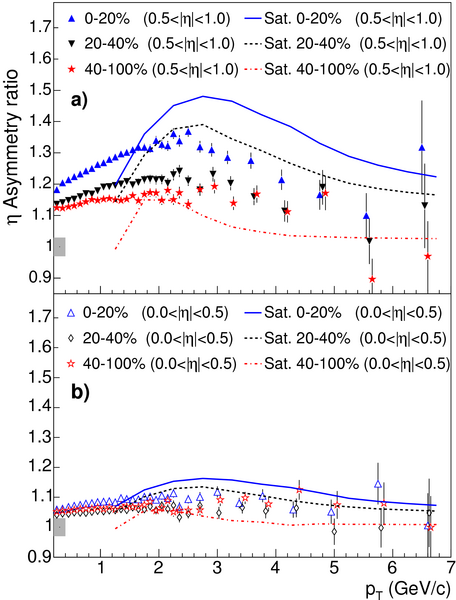 0-20% (0.5<|η|<1.0) Sat. 0-20% (0.5<|η|<1.0)
20-40% (0.5<|η|<1.0) Sat. 20-40% (0.5<|η|<1.0)
40-100% (0.5<|η|<1.0) Sat. 40-100% (0.5<|η|<1.0)
a)
η Asymmetry ratio
1.7
1.6
1.5
1.4
1.3
1.2
1.1
1
0.9
0-20% (0.0<|η|<0.5) Sat. 0-20% (0.0<|η|<0.5)
20-40% (0.0<|η|<0.5) Sat. 20-40% (0.0<|η|<0.5)
40-100% (0.0<|η|<0.5) Sat. 40-100% (0.0<|η|<0.5)
b)
1.7
1.6
1.5
1.4
1.3
1.2
1.1
1
0.9
1 2 3 4 5 6 7
pT (GeV/c)